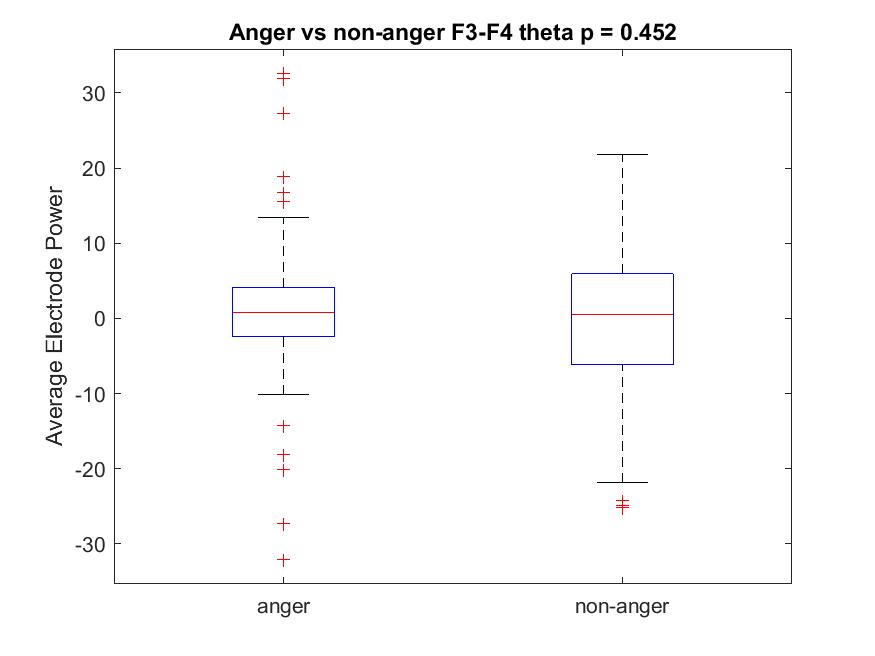 Anger vs non-anger F3-F4 theta p = 0.452
Average Electrode Power
30
20
10
0
-10
-20
-30
anger
non-anger